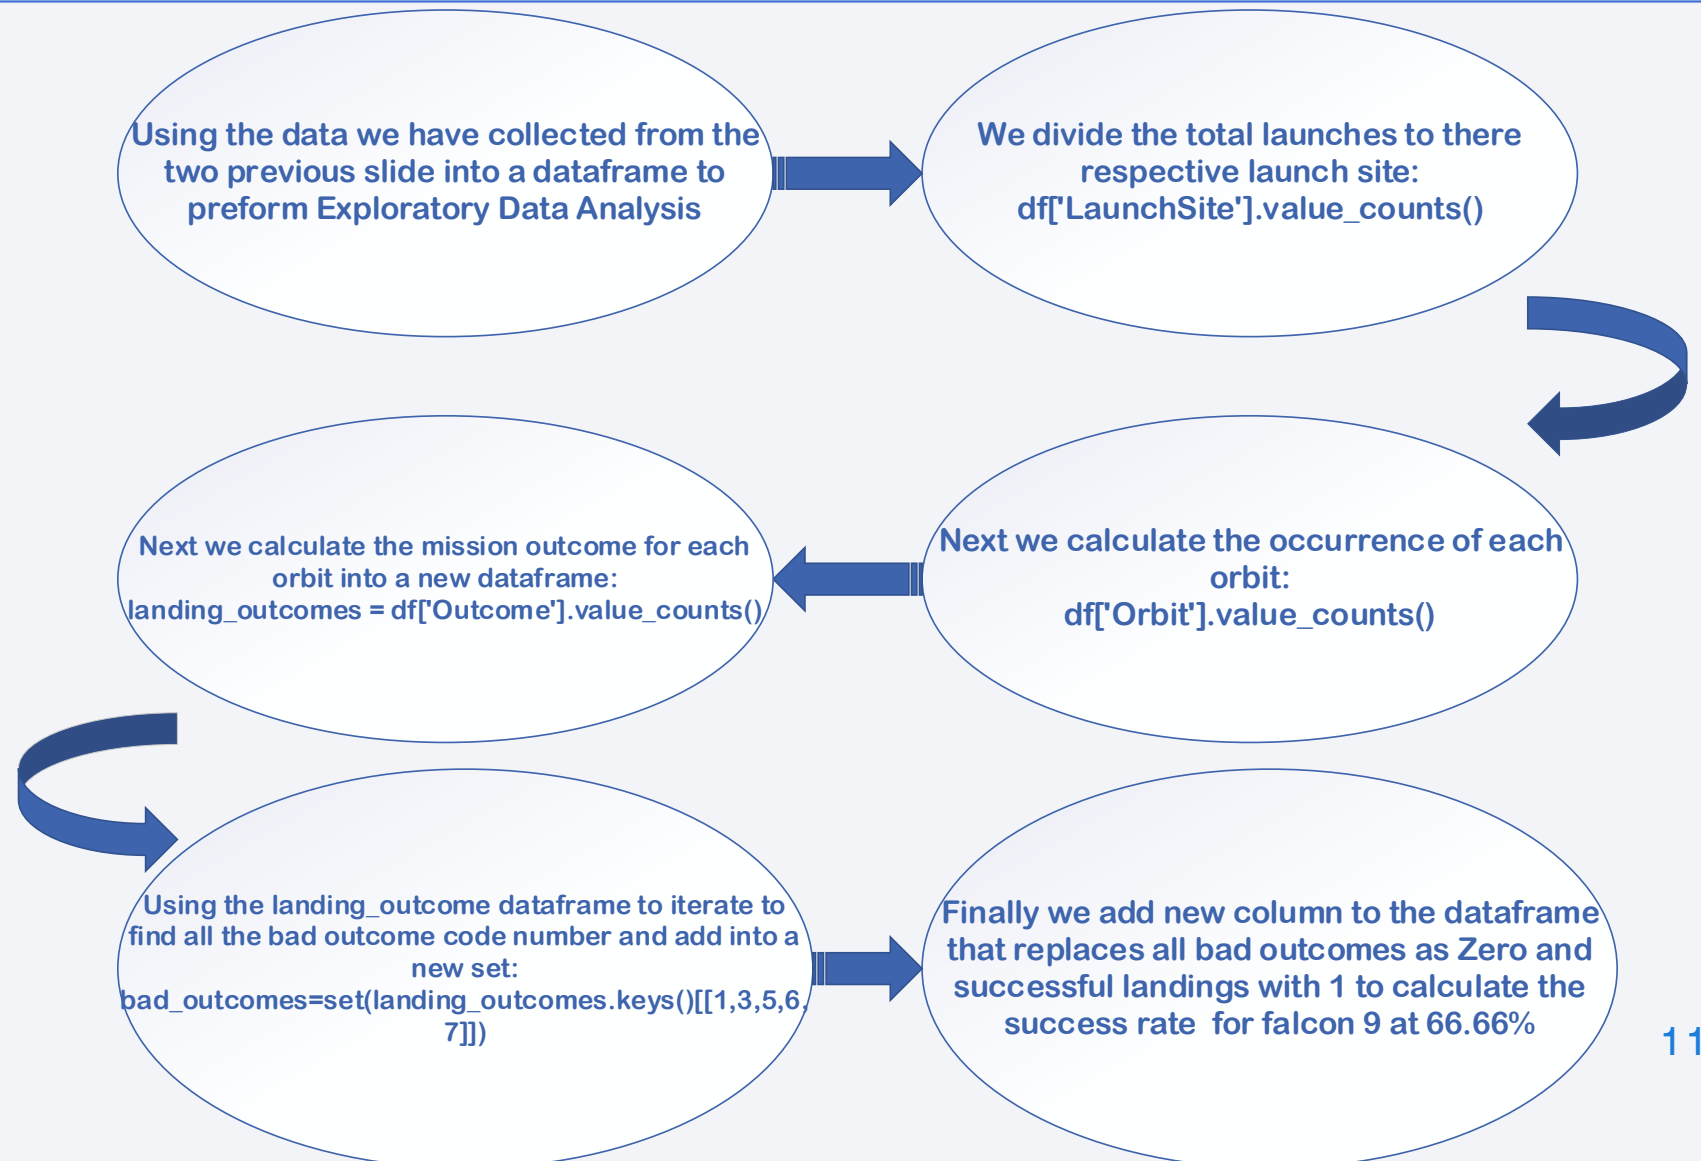 Using the data we have collected from the
two previous slide into a dataframe to
preform Exploratory Data Analysis
We divide the total launches to there
respective launch site:
df['LaunchSite'].value_counts()
Next we calculate the occurrence of each
orbit:
df['Orbit'].value_counts()
Next we calculate the mission outcome for each
orbit into a new dataframe:
landing_outcomes = df['Outcome'].value_counts()
Using the landing_outcome dataframe to iterate to
find all the bad outcome code number and add into a
new set:
bad_outcomes=set(landing_outcomes.keys()[[1,3,5,6,
7]])
Finally we add new column to the dataframe
that replaces all bad outcomes as Zero and
successful landings with 1 to calculate the
success rate  for falcon 9 at 66.66%
11